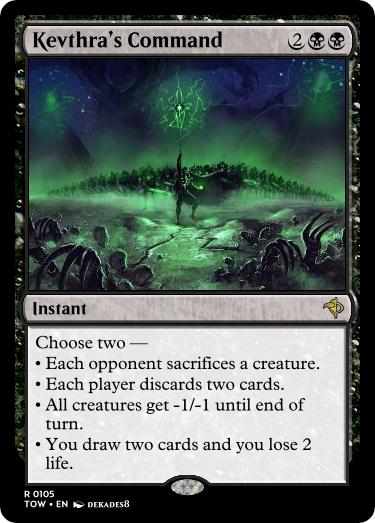 Kevthra's Command 2
Instant
Choose two —
• Each opponent sacrifices a creature.
• Each player discards two cards.
• All creatures get -1/-1 until end of
turn.
• You draw two cards and you lose 2
life.
R 0105
TOW • EN DEKADES8